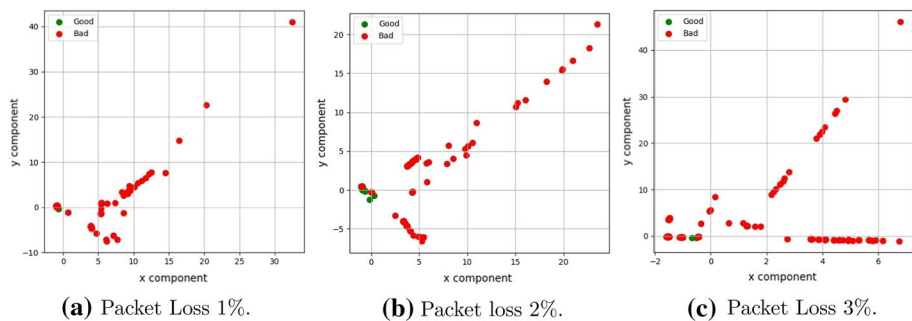 Good
Bad
40
30
20
10
0
−10
0
5
10
15
20
25
30
y component
x component
(a) Packet Loss 1%.
Good
Bad
20
15
10
5
0
−5
0
5
10
15
20
y component
x component
(b) Packet loss 2%.
Good
Bad
40
30
20
10
0
−2
0
2
4
6
y component
x component
(c) Packet Loss 3%.